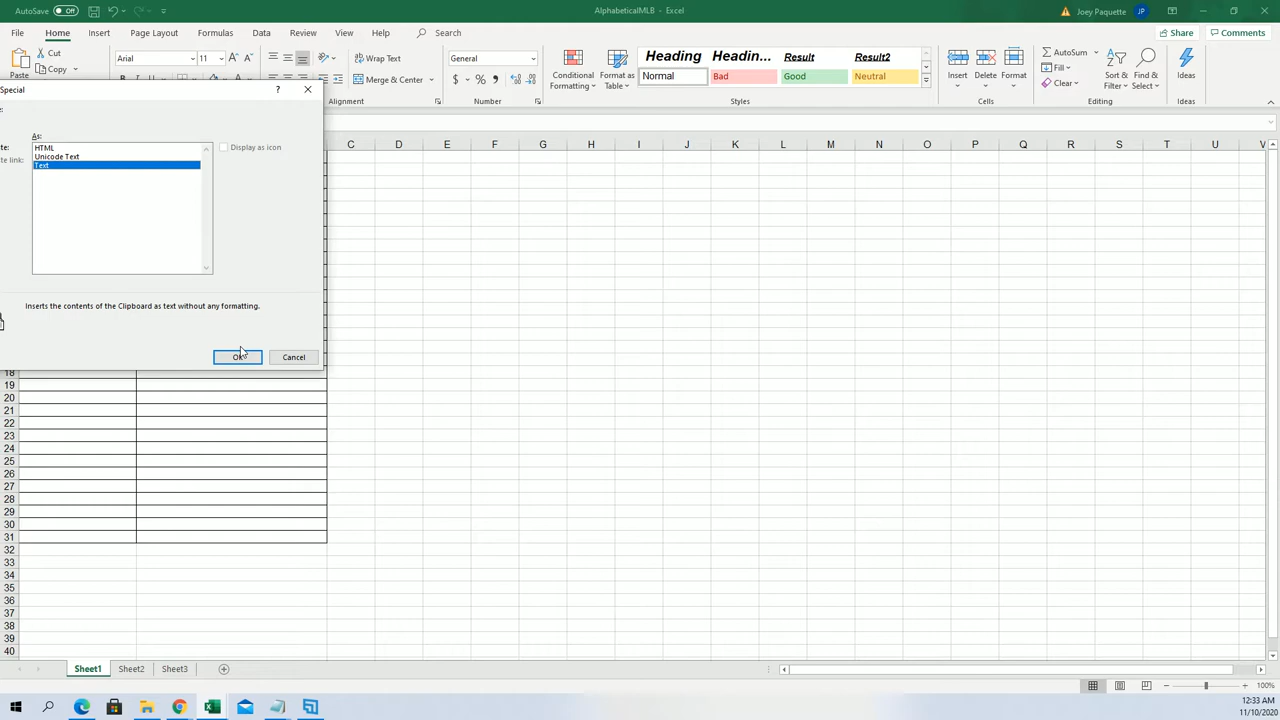 AutoSave Off AlphabeticalMLB - Excel Joey Paquette JP
File Home Insert Page Layout Formulas Data Review View Help Search Share Comments
Cut Arial 11 Wrap Text General Heading Headin... Result Result2 AutoSum
Copy Fill
Paste Merge & Center $ % Conditional Formatting Format as Table Normal Bad Good Neutral Insert Delete Format Clear Sort & Filter Find & Select Ideas
Alignment Number Styles Cells Editing Ideas
Special ? 
As:
HTML
Unicode Text
Text
Display as icon
te link:
Inserts the contents of the Clipboard as text without any formatting.
OK Cancel
C D E F G H I J K L M N O P Q R S T U V
18
19
20
21
22
23
24
25
26
27
28
29
30
31
32
33
34
35
36
37
38
39
40
Sheet1 Sheet2 Sheet3
100%
12:33 AM
11/10/2020